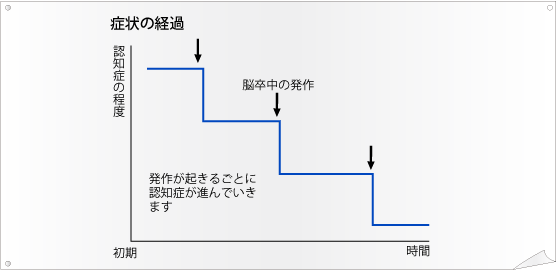 症状の経過
認知症の程度
脳卒中の発作
発作が起きるごとに
認知症が進んでいき
ます
初期
時間